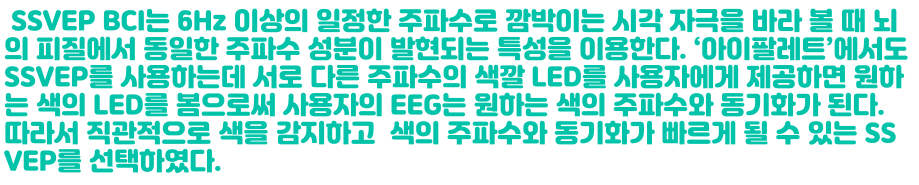 SSVEP BCI는 6Hz 이상의 일정한 주파수로 깜박이는 시각 자극을 바라 볼 때 뇌
의 피질에서 동일한 주파수 성분이 발현되는 특성을 이용한다. ‘아이팔레트’에서도
SSVEP를 사용하는데 서로 다른 주파수의 색깔 LED를 사용자에게 제공하면 원하
는 색의 LED를 봄으로써 사용자의 EEG는 원하는 색의 주파수와 동기화가 된다.
따라서 직관적으로 색을 감지하고  색의 주파수와 동기화가 빠르게 될 수 있는 SS
VEP를 선택하였다.